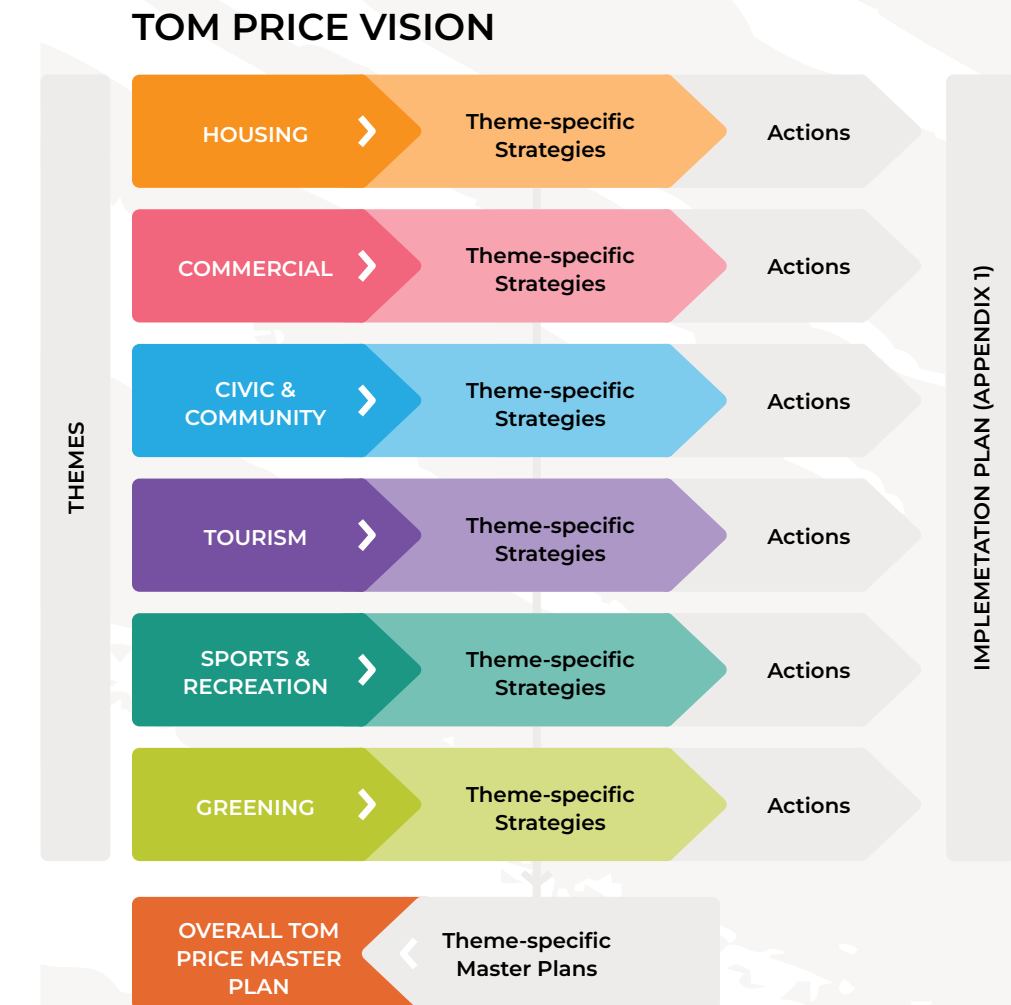 TOM PRICE VISION
THEMES
HOUSING
Theme-specific
Strategies
Actions
COMMERCIAL
Theme-specific
Strategies
Actions
CIVIC &
COMMUNITY
Theme-specific
Strategies
Actions
TOURISM
Theme-specific
Strategies
Actions
SPORTS &
RECREATION
Theme-specific
Strategies
Actions
GREENING
Theme-specific
Strategies
Actions
IMPLEMETATION PLAN (APPENDIX 1)
OVERALL TOM
PRICE MASTER
PLAN
Theme-specific
Master Plans